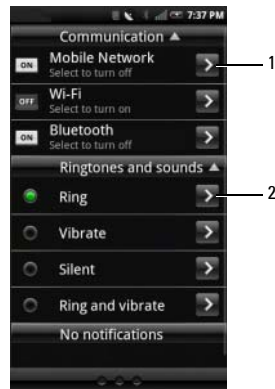 7:37 PM
Communication
ON Mobile Network 1
Select to turn off
OFF Wi-Fi
Select to turn on
ON Bluetooth
Select to turn off
Ringtones and sounds
Ring 2
Vibrate
Silent
Ring and vibrate
No notifications